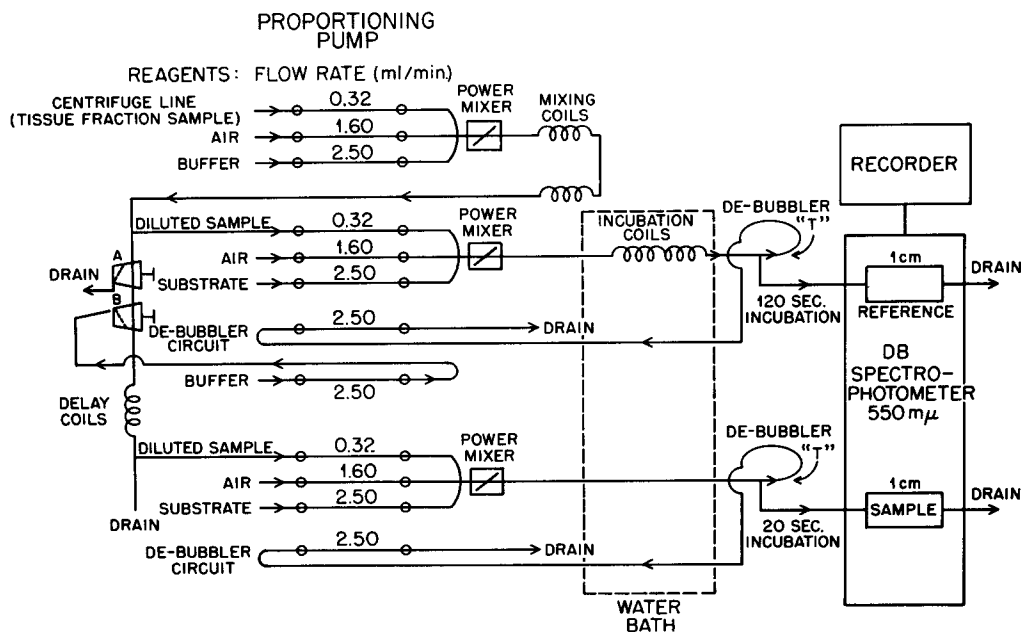 PROPORTIONING
PUMP
REAGENTS: FLOW RATE (ml/min.)
CENTRIFUGE LINE
(TISSUE FRACTION SAMPLE)
0.32
AIR
1.60
BUFFER
2.50
POWER
MIXER
MIXING
COILS
RECORDER
DILUTED SAMPLE
0.32
AIR
1.60
SUBSTRATE
2.50
POWER
MIXER
INCUBATION
COILS
DE-BUBBLER
"T"
A
DRAIN
B
120 SEC.
INCUBATION
1cm
REFERENCE
DRAIN
DE-BUBBLER
CIRCUIT
2.50
DRAIN
BUFFER
2.50
DELAY
COILS
DB
SPECTRO-
PHOTOMETER
550 mµ
DILUTED SAMPLE
0.32
AIR
1.60
SUBSTRATE
2.50
POWER
MIXER
DE-BUBBLER
"T"
DRAIN
20 SEC.
INCUBATION
1cm
SAMPLE
DRAIN
DE-BUBBLER
CIRCUIT
2.50
DRAIN
WATER
BATH